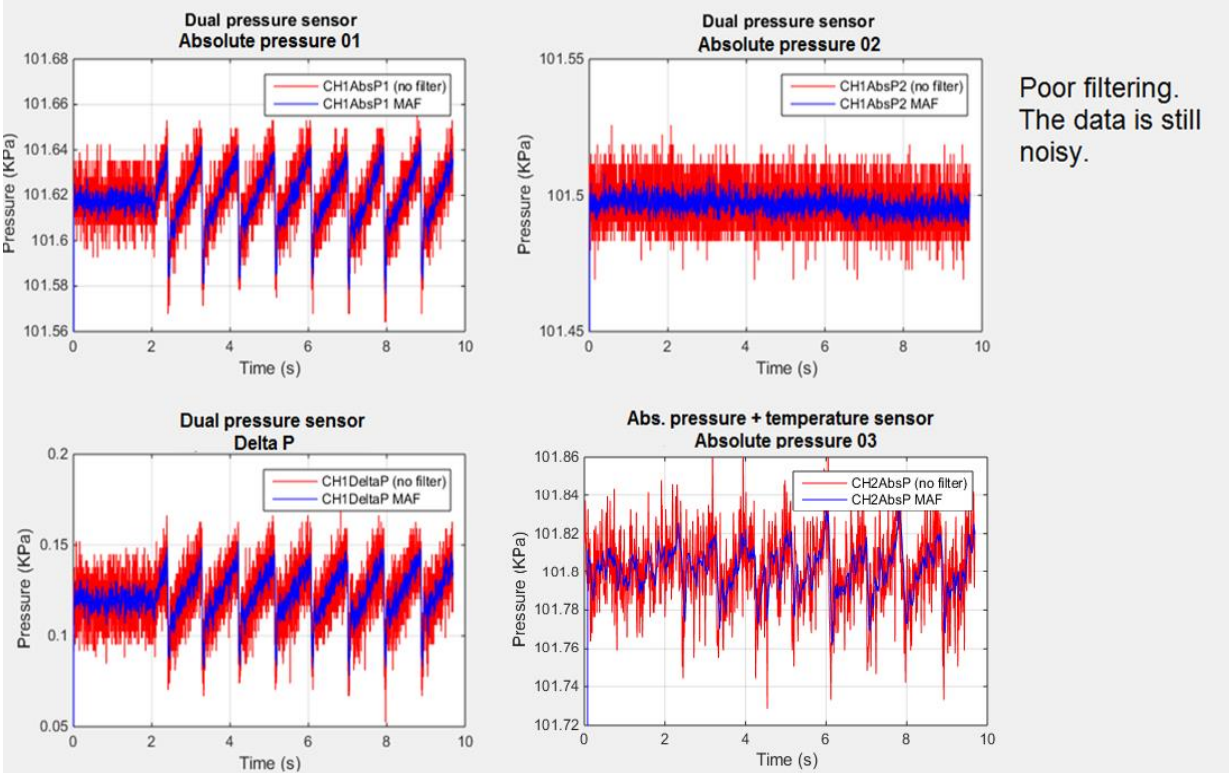 Dual pressure sensor
Absolute pressure 01
101.68
101.66
101.64
101.62
101.6
101.58
101.56
Pressure (KPa)
CH1AbsP1 (no filter)
CH1AbsP1 MAF
0 2 4 6 8 10
Time (s)
Dual pressure sensor
Absolute pressure 02
101.55
101.5
101.45
Pressure (KPa)
CH1AbsP2 (no filter)
CH1AbsP2 MAF
0 2 4 6 8 10
Time (s)
Poor filtering.
The data is still
noisy.
Dual pressure sensor
Delta P
0.2
0.15
0.1
0.05
Pressure (KPa)
CH1DeltaP (no filter)
CH1DeltaP MAF
0 2 4 6 8 10
Time (s)
Abs. pressure + temperature sensor
Absolute pressure 03
101.86
101.84
101.82
101.8
101.78
101.76
101.74
101.72
Pressure (KPa)
CH2AbsP (no filter)
CH2AbsP MAF
0 2 4 6 8 10
Time (s)